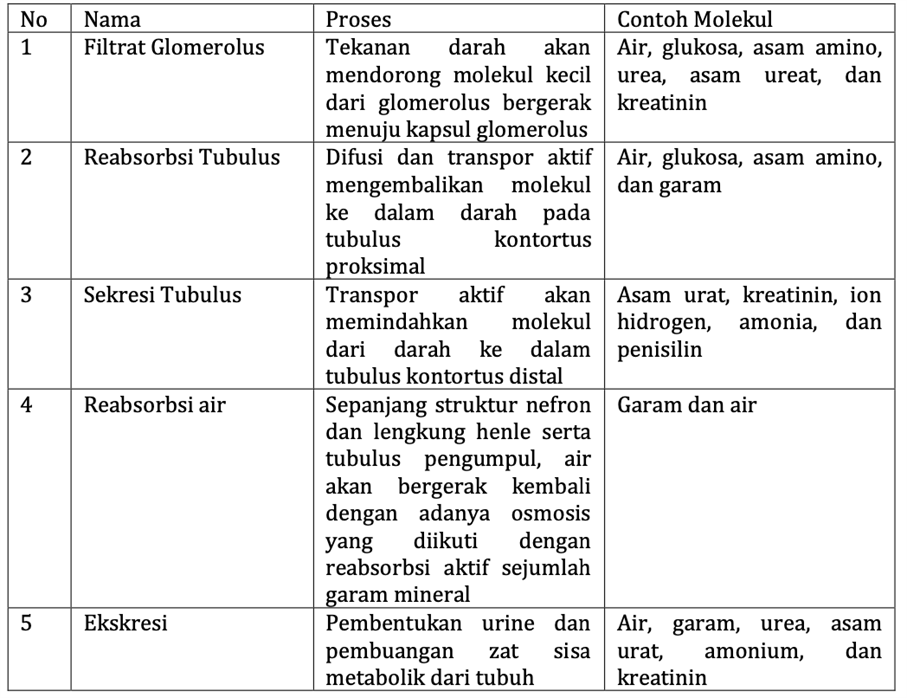 No Nama Proses Contoh Molekul
1 Filtrat Glomerolus Tekanan darah akan Air, glukosa, asam amino,
mendorong molekul kecil urea, asam ureat, dan
dari glomerolus bergerak kreatinin
menuju kapsul glomerolus
2 Reabsorbsi Tubulus Difusi dan transpor aktif Air, glukosa, asam amino,
mengembalikan molekul dan garam
ke dalam darah pada
tubulus kontortus
proksimal
3 Sekresi Tubulus Transpor aktif akan Asam urat, kreatinin, ion
memindahkan molekul hidrogen, amonia, dan
dari darah ke dalam penisilin
tubulus kontortus distal
4 Reabsorbsi air Sepanjang struktur nefron Garam dan air
dan lengkung henle serta
tubulus pengumpul, air
akan bergerak kembali
dengan adanya osmosis
yang diikuti dengan
reabsorbsi aktif sejumlah
garam mineral
5 Ekskresi Pembentukan urine dan Air, garam, urea, asam
pembuangan zat sisa urat, amonium, dan
metabolik dari tubuh kreatinin